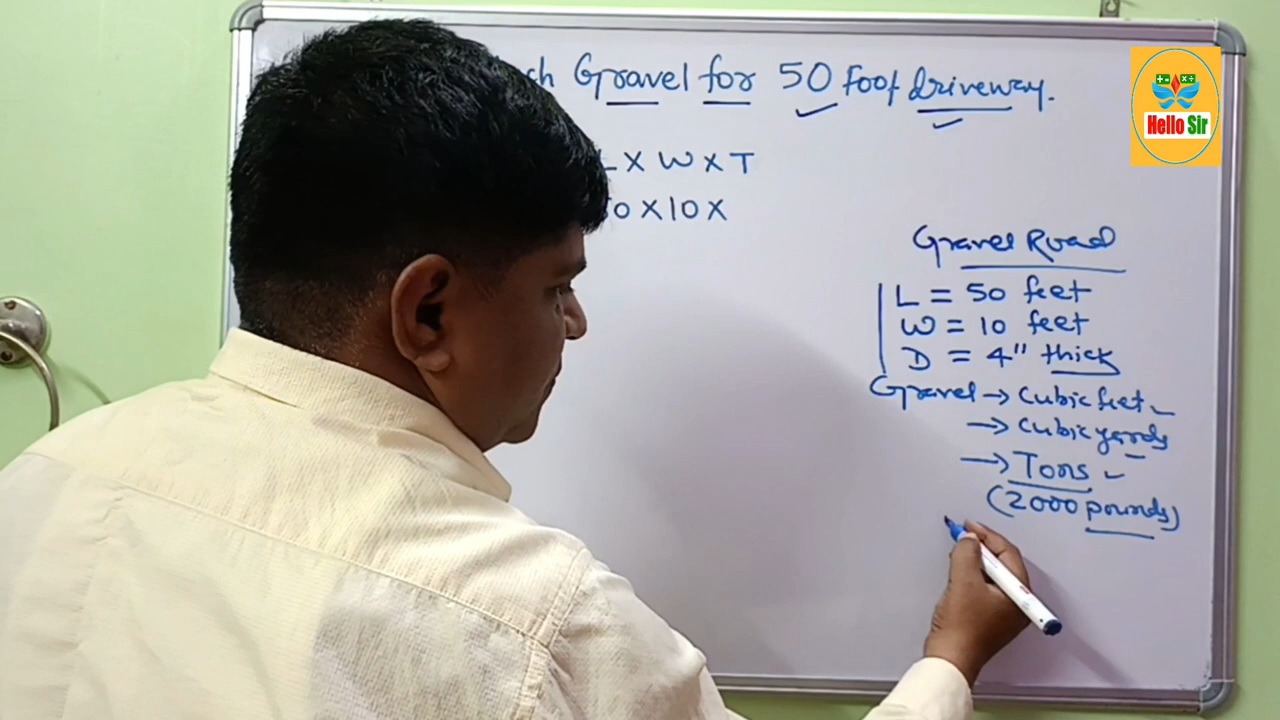 Gravel for 50 Foot driveway.
Hello Sir
L X W X T
0 X 10 X
Gravel Road
L = 50 feet
W = 10 feet
D = 4" thick
Gravel → Cubic feet
→ Cubic yards
→ Tons
(2000 pounds)